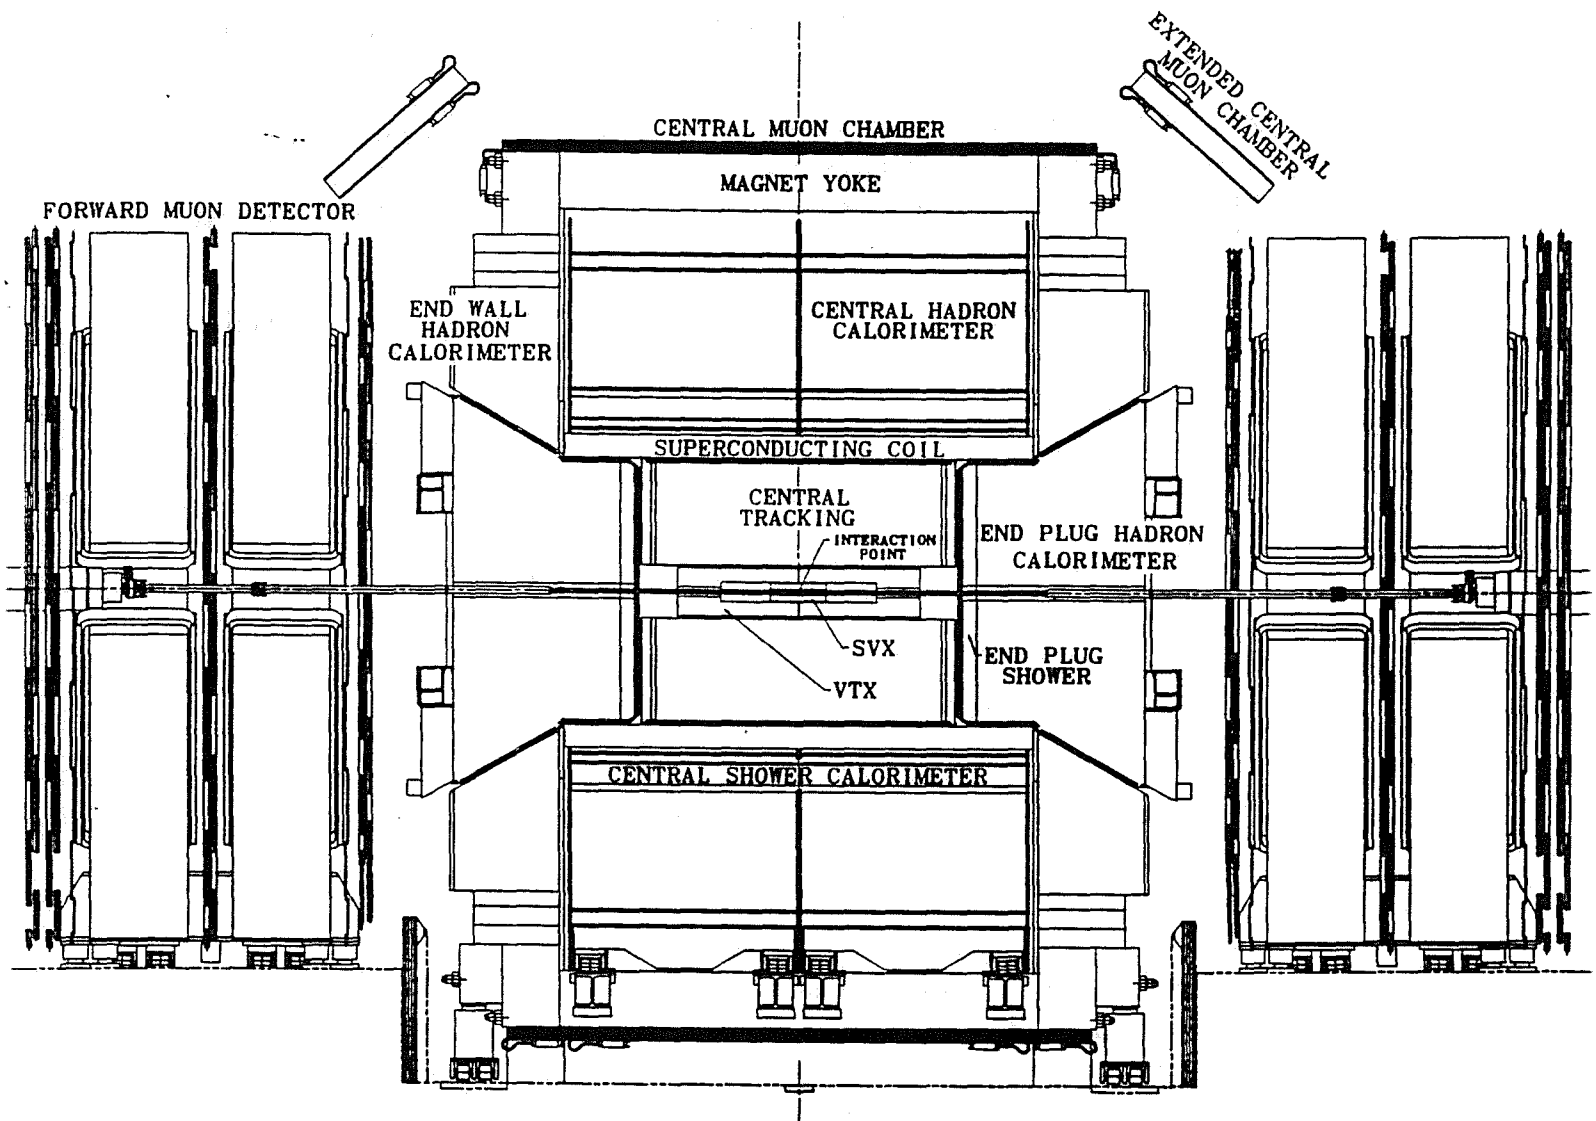 EXTENDED CENTRAL
MUON CHAMBER
CENTRAL MUON CHAMBER
MAGNET YOKE
FORWARD MUON DETECTOR
END WALL
HADRON
CALORIMETER
CENTRAL HADRON
CALORIMETER
SUPERCONDUCTING COIL
CENTRAL
TRACKING
INTERACTION
POINT
END PLUG HADRON
CALORIMETER
SVX
VTX
END PLUG
SHOWER
CENTRAL SHOWER CALORIMETER